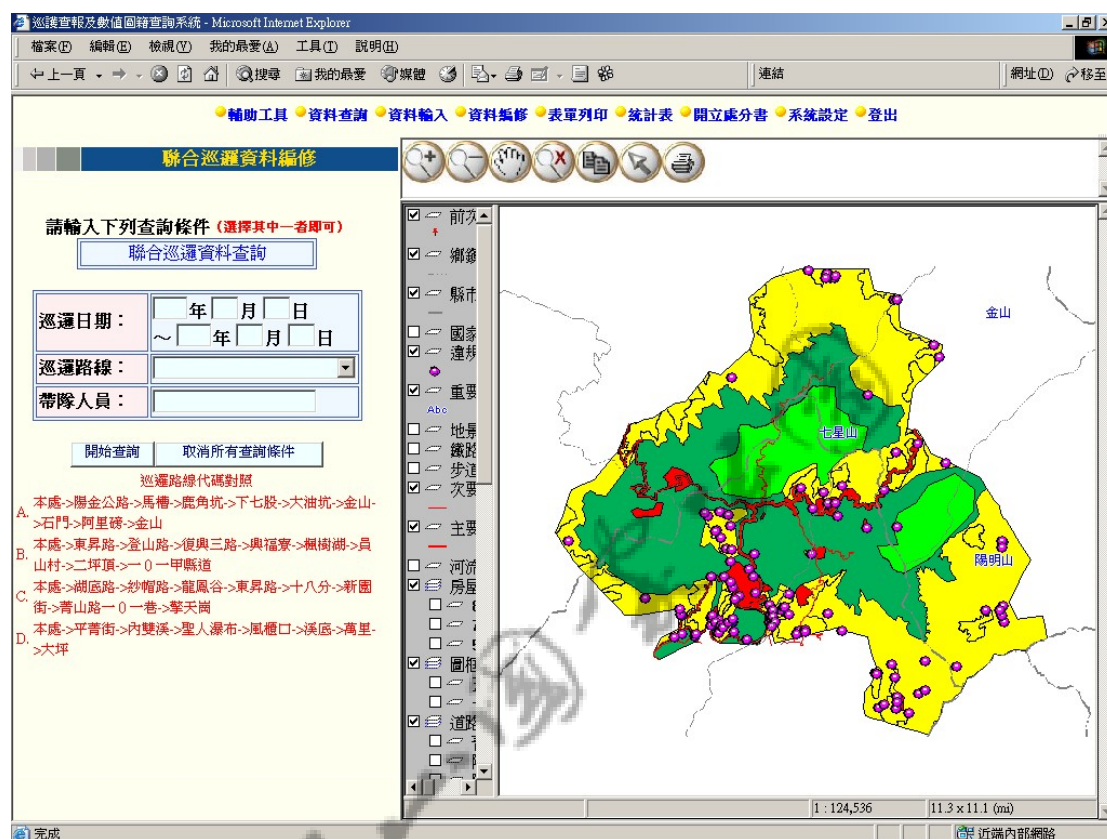 巡護查報及數值圖籍查詢系統 - Microsoft Internet Explorer
檔案(F) 編輯(E) 檢視(V) 我的最愛(A) 工具(T) 說明(H)
上一頁 搜尋 我的最愛 媒體 連結 網址(D) 移至
輔助工具 資料查詢 資料輸入 資料編修 表單列印 統計表 開立處分書 系統設定 登出
聯合巡邏資料編修
請輸入下列查詢條件 (選擇其中一者即可)
聯合巡邏資料查詢
巡邏日期：
年 月 日
～ 年 月 日
巡邏路線：
帶隊人員：
開始查詢 取消所有查詢條件
巡邏路線代碼對照
A. 本處->陽金公路->馬槽->鹿角坑->下七股->大油坑->金山-
>石門->阿里磅->金山
B. 本處->東昇路->登山路->復興三路->興福寮->楓樹湖->員
山村->二坪頂->一0一甲縣道
C. 本處->湖底路->紗帽路->龍鳳谷->東昇路->十八分->新園
街->菁山路一0一巷->擎天崗
D. 本處->平菁街->內雙溪->聖人瀑布->風櫃口->溪底->萬里-
>大坪
前次
鄉鎮
縣市
國家
違規
重要
Abc
地景
鐵路
步道
次要
主要
河流
房屋
圖框
道路
金山
七星山
陽明山
1 : 124,536
11.3 x 11.1 (mi)
完成
近端內部網路